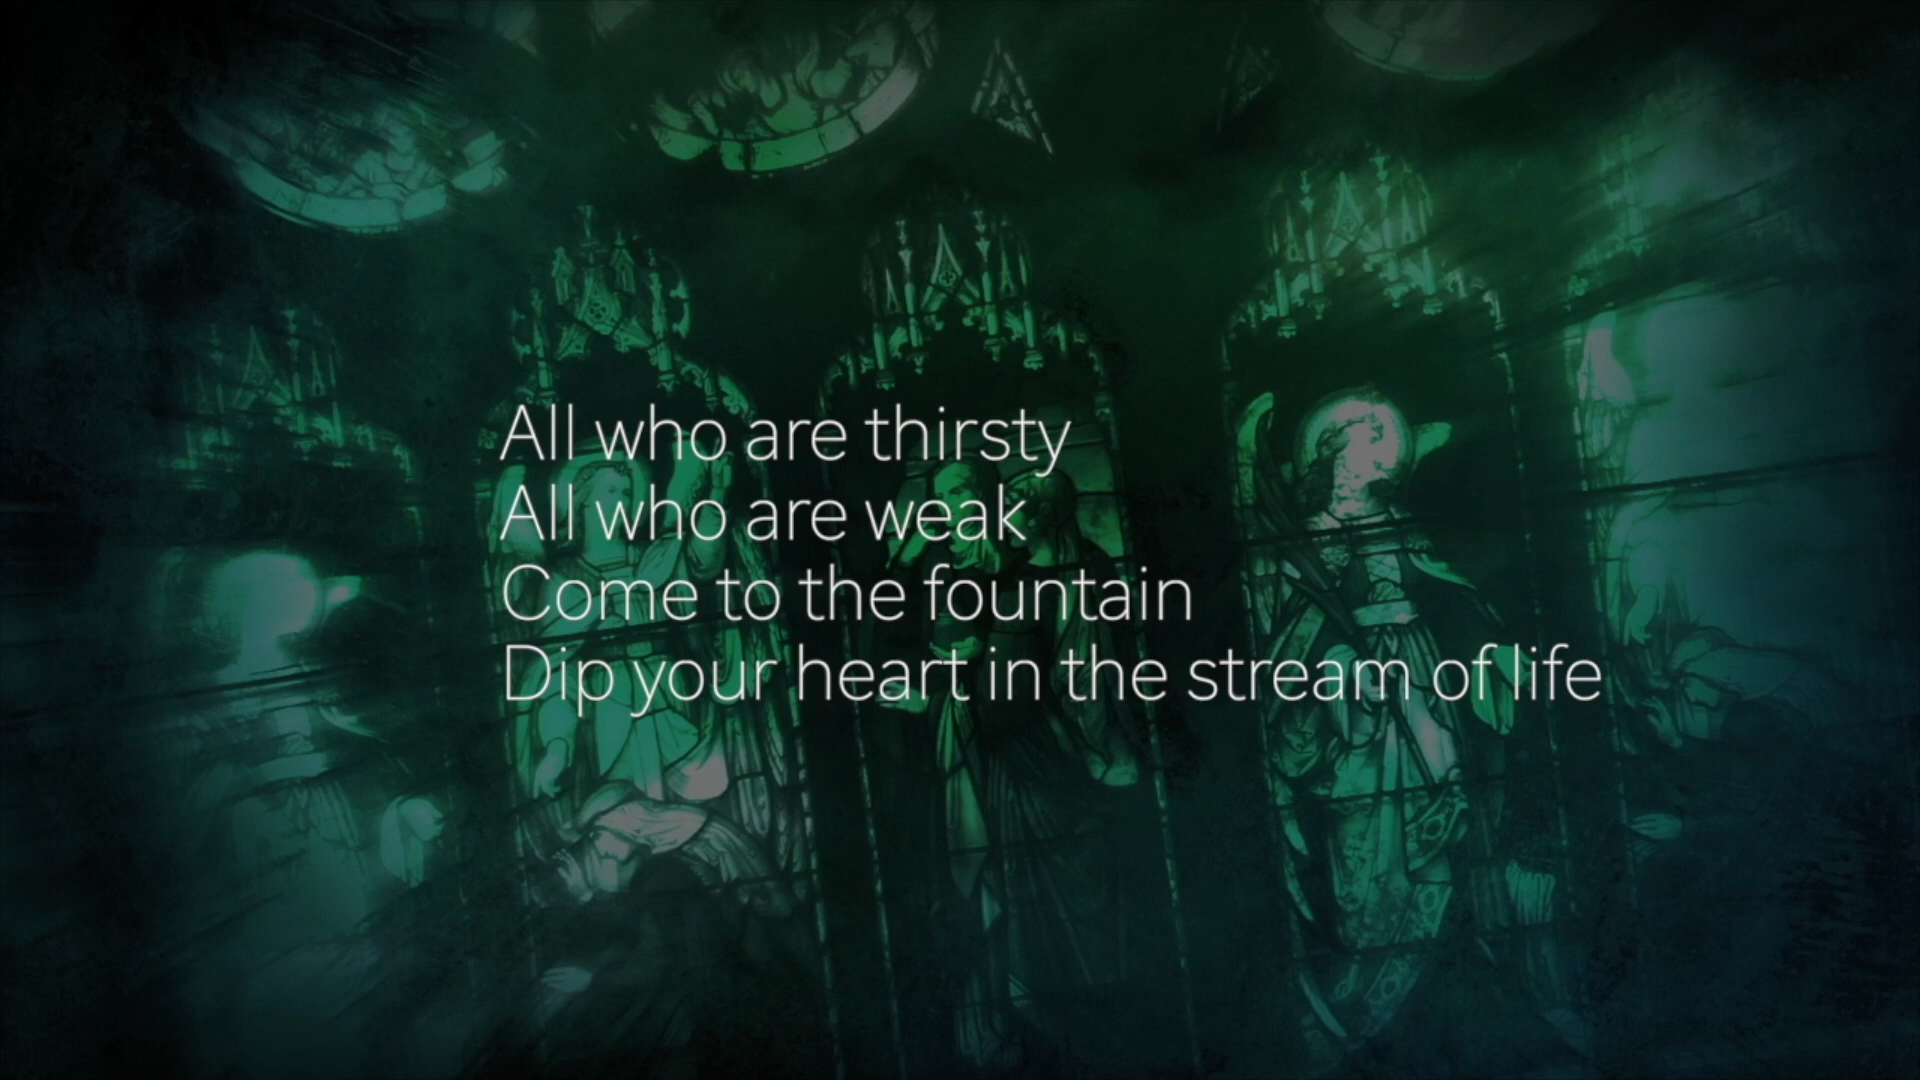 All who are thirsty
All who are weak
Come to the fountain
Dip your heart in the stream of life